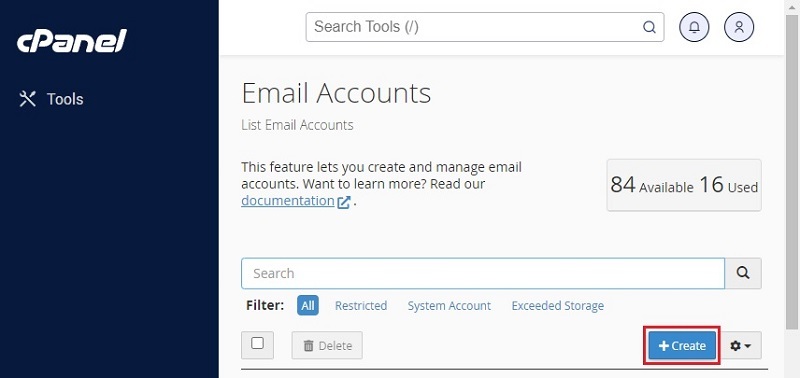 cPanel
Search Tools (/)
Tools
Email Accounts
List Email Accounts
This feature lets you create and manage email
accounts. Want to learn more? Read our
documentation .
84 Available 16 Used
Search
Filter: All Restricted System Account Exceeded Storage
Delete
+ Create